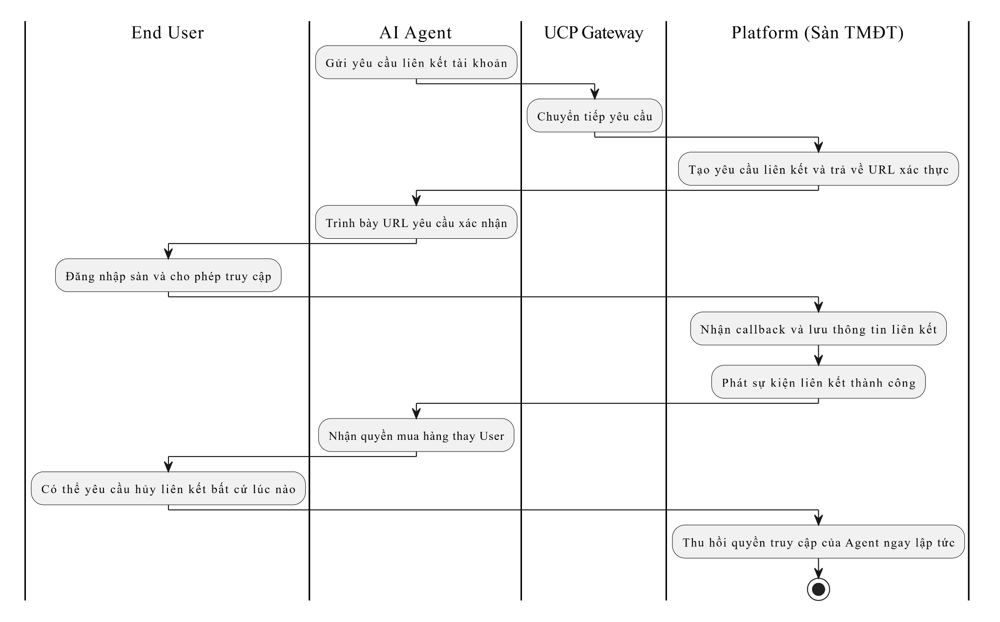 End User
AI Agent
UCP Gateway
Platform (Sàn TMĐT)
Gửi yêu cầu liên kết tài khoản
Chuyển tiếp yêu cầu
Tạo yêu cầu liên kết và trả về URL xác thực
Trình bày URL yêu cầu xác nhận
Đăng nhập sàn và cho phép truy cập
Nhận callback và lưu thông tin liên kết
Phát sự kiện liên kết thành công
Nhận quyền mua hàng thay User
Có thể yêu cầu hủy liên kết bất cứ lúc nào
Thu hồi quyền truy cập của Agent ngay lập tức